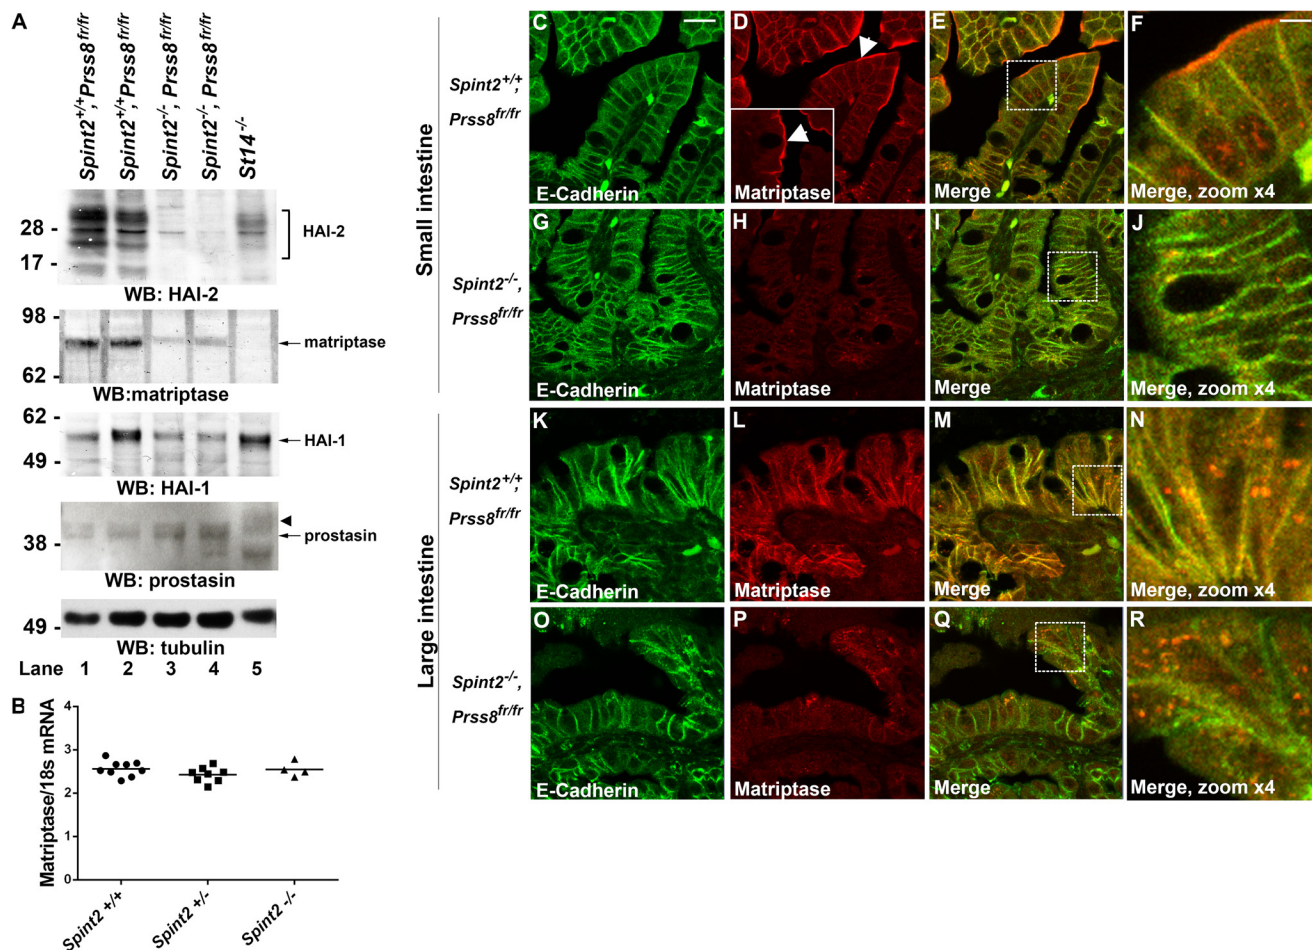 A
Spint2+/+, Prss8fr/fr
Spint2+/+, Prss8fr/fr
Spint2-/-, Prss8fr/fr
Spint2-/-, Prss8fr/fr
St14-/-
28 -
17 -
HAI-2
WB: HAI-2
98 -
62 -
matriptase
WB:matriptase
62 -
49 -
HAI-1
WB: HAI-1
38 -
prostasin
WB: prostasin
49 -
WB: tubulin
Lane 1 2 3 4 5
B
Matriptase/18s mRNA
4
3
2
1
0
Spint2 +/+
Spint2 +/-
Spint2 -/-
Small intestine
Spint2+/+,
Prss8fr/fr
C
E-Cadherin
D
Matriptase
E
Merge
F
Merge, zoom x4
Spint2-/-,
Prss8fr/fr
G
E-Cadherin
H
Matriptase
I
Merge
J
Merge, zoom x4
Large intestine
Spint2+/+,
Prss8fr/fr
K
E-Cadherin
L
Matriptase
M
Merge
N
Merge, zoom x4
Spint2-/-,
Prss8fr/fr
O
E-Cadherin
P
Matriptase
Q
Merge
R
Merge, zoom x4